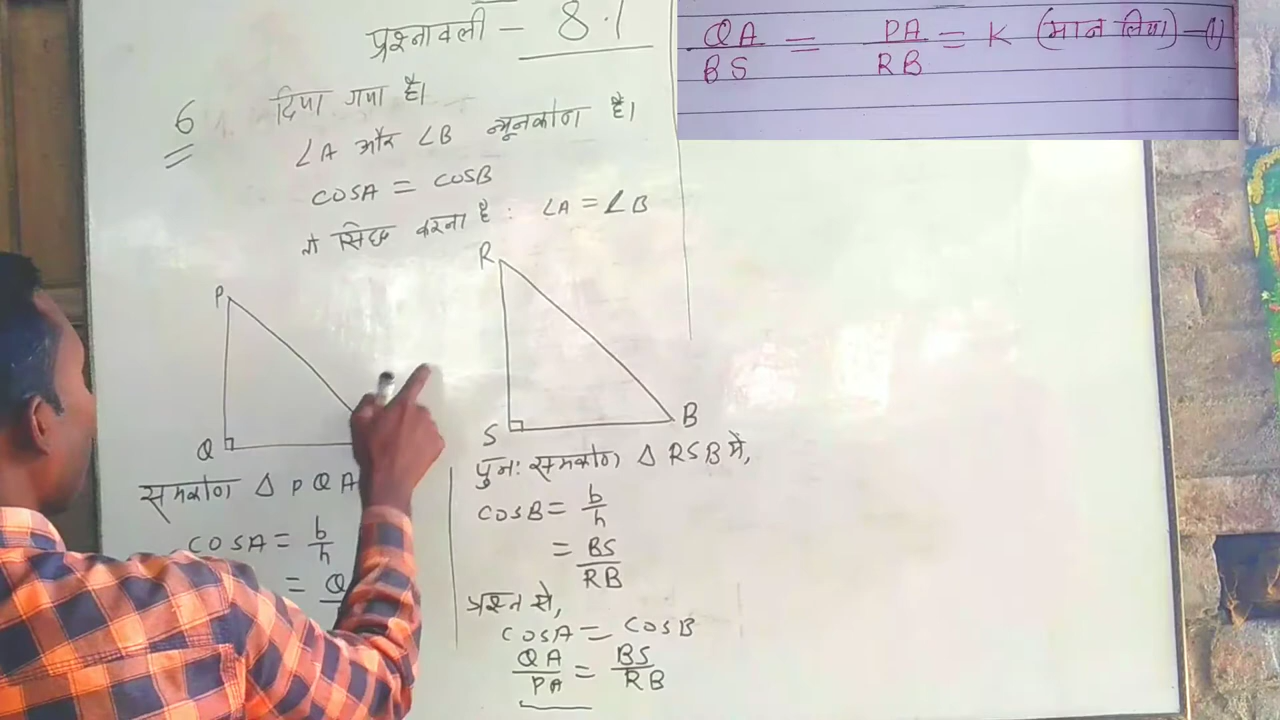 प्रश्नावली - 8.1
6 दिया गया है।
∠A और ∠B न्यूनकोण है।
COSA = COSB
तो सिद्ध करना है : ∠A = ∠B
P
Q
समकोण Δ PQA
COSA = b/h
= Q
R
S
B
पुनः समकोण Δ RSB में,
COSB = b/h
= BS/RB
प्रश्न से,
COSA = COSB
QA/PA = BS/RB
QA/BS = PA/RB = K (मान लिया) - (1)